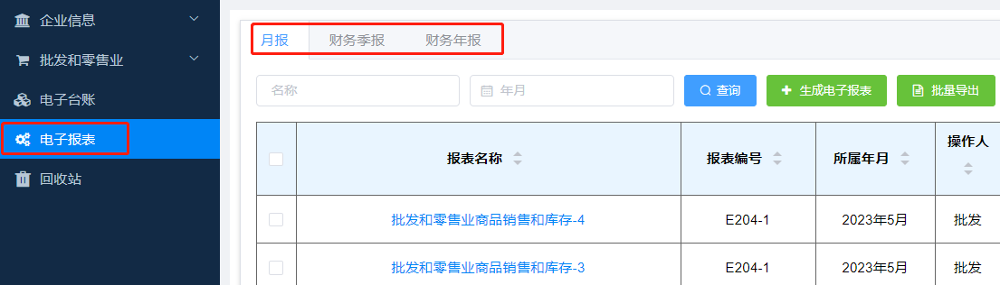 企业信息
批发和零售业
电子台账
电子报表
回收站
月报 财务季报 财务年报
名称 年月 查询 生成电子报表 批量导出
报表名称 报表编号 所属年月 操作人
批发和零售业商品销售和库存-4 E204-1 2023年5月 批发
批发和零售业商品销售和库存-3 E204-1 2023年5月 批发